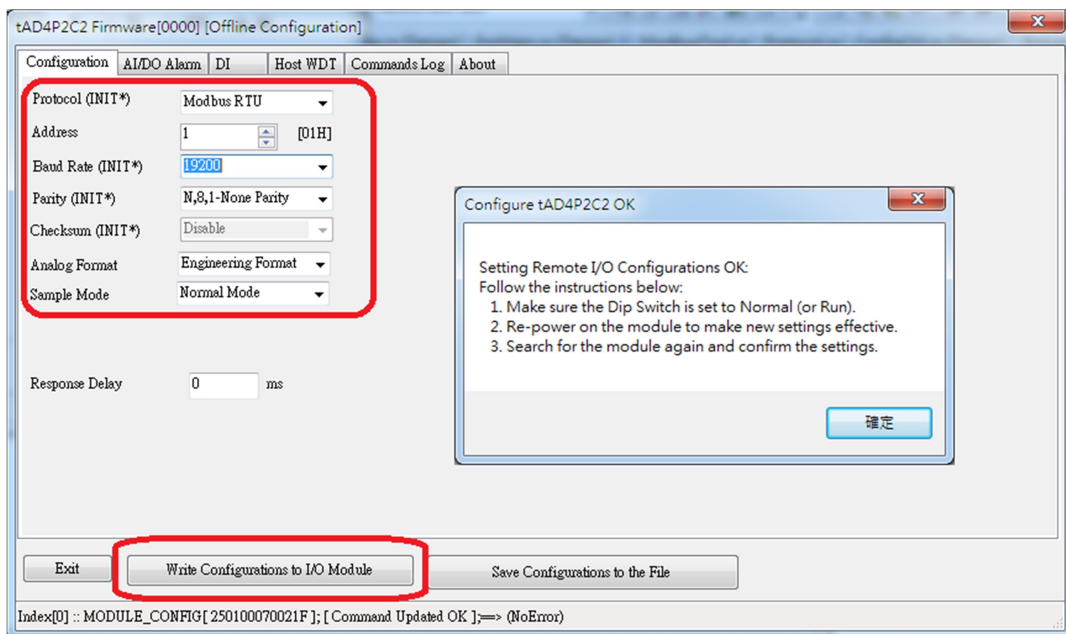 tAD4P2C2 Firmware[0000] [Offline Configuration]
Configuration AI/DO Alarm DI Host WDT Commands Log About
Protocol (INIT*) Modbus RTU
Address 1 [01H]
Baud Rate (INIT*) 19200
Parity (INIT*) N,8,1-None Parity
Checksum (INIT*) Disable
Analog Format Engineering Format
Sample Mode Normal Mode
Response Delay 0 ms
Configure tAD4P2C2 OK
Setting Remote I/O Configurations OK:
Follow the instructions below:
1. Make sure the Dip Switch is set to Normal (or Run).
2. Re-power on the module to make new settings effective.
3. Search for the module again and confirm the settings.
確定
Exit Write Configurations to I/O Module Save Configurations to the File
Index[0] :: MODULE_CONFIG[ 250100070021F ]; [ Command Updated OK ];==> (NoError)